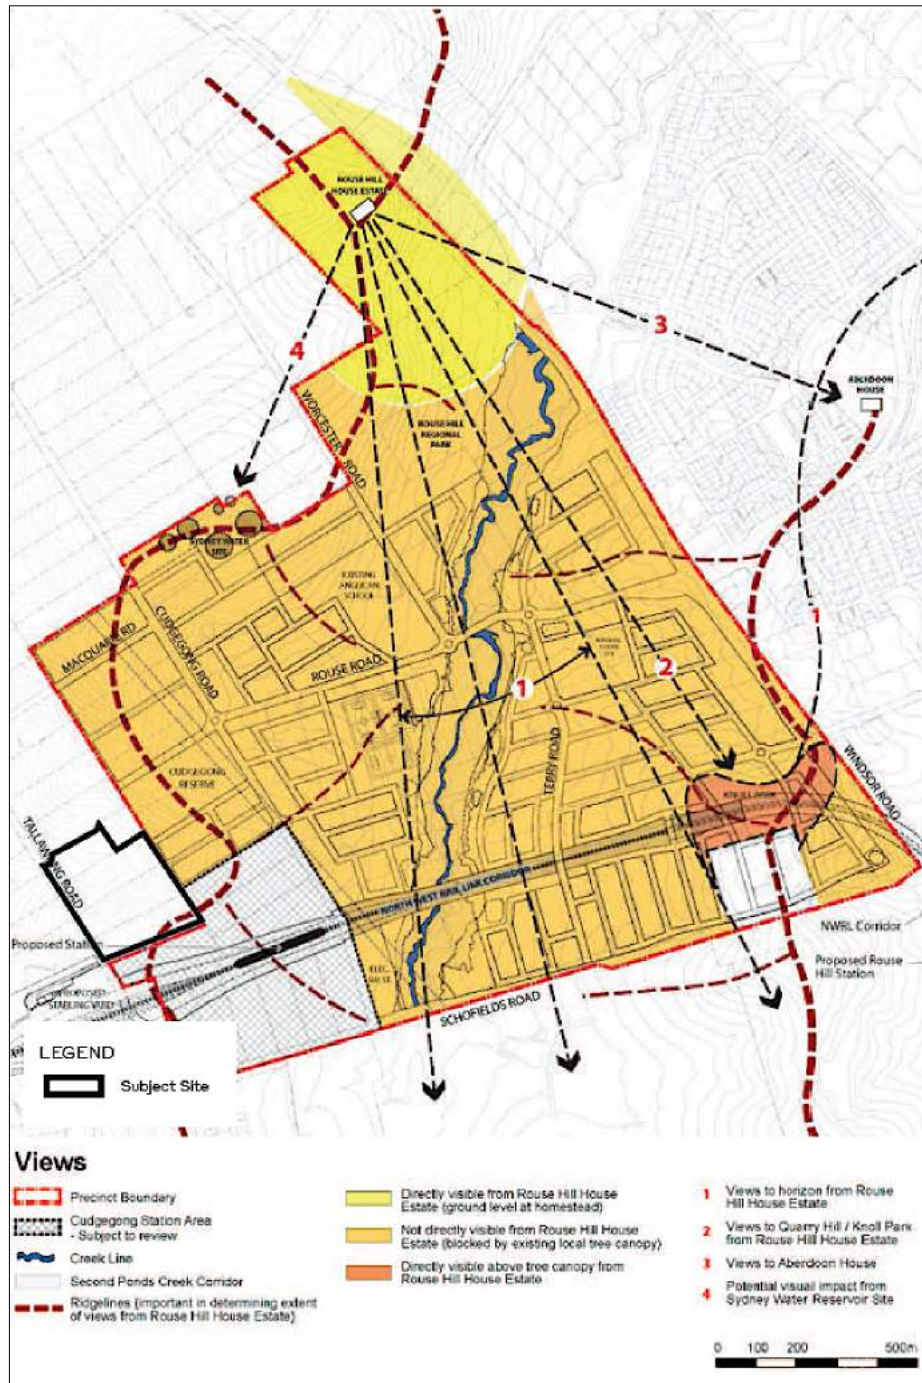 ROUSE HILL
HOUSE ESTATE
3
4
ABERDOON
HOUSE
WORCESTER ROAD
ROUSE HILL
REGIONAL
PARK
SYDNEY WATER
SITE
EXISTING
ANGLICAN
SCHOOL
1
MACQUARIE RD
CUDGEGONG ROAD
ROUSE ROAD
2
1
CUDGEGONG
RESERVE
TERRY ROAD
WINDSOR ROAD
TALLAWONG ROAD
NORTH WEST RAIL LINK CORRIDOR
Proposed Station
NWRL Corridor
Proposed Rouse
Hill Station
ELEC.
STABLING YARD
SCHOFIELDS ROAD
LEGEND
Subject Site
Views
Precinct Boundary
Cudgegong Station Area
- Subject to review
Creek Line
Second Ponds Creek Corridor
Ridgelines (important in determining extent
of views from Rouse Hill House Estate)
Directly visible from Rouse Hill House
Estate (ground level at homestead)
Not directly visible from Rouse Hill House
Estate (blocked by existing local tree canopy)
Directly visible above tree canopy from
Rouse Hill House Estate
1 Views to horizon from Rouse
Hill House Estate
2 Views to Quarry Hill / Knoll Park
from Rouse Hill House Estate
3 Views to Aberdoon House
4 Potential visual impact from
Sydney Water Reservoir Site
0 100 200 500m